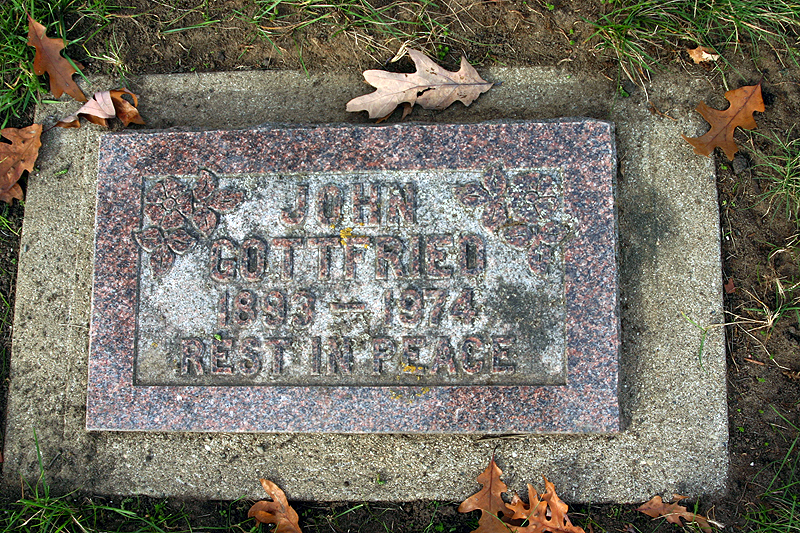 JOHN
GOTTFRIED
1893 – 1974
REST IN PEACE